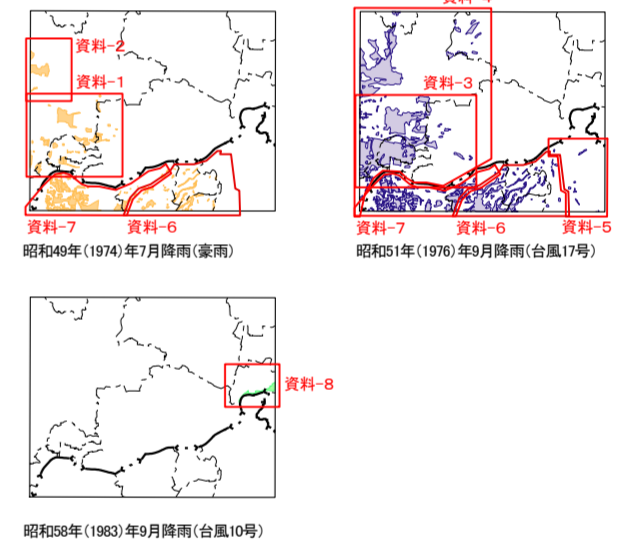 資料-2
資料-1
資料-3
資料-7
資料-6
資料-7
資料-6
資料-5
昭和49年(1974)年7月降雨(豪雨)
昭和51年(1976)年9月降雨(台風17号)
資料-8
昭和58年(1983)年9月降雨(台風10号)